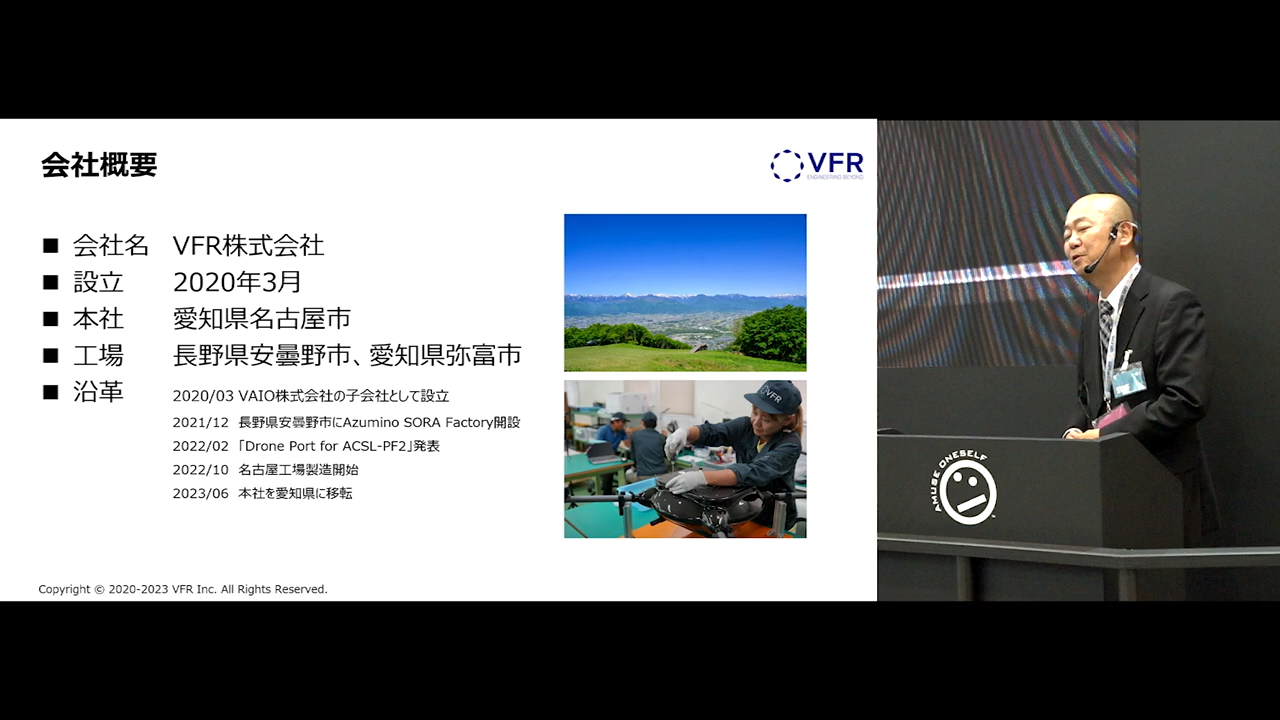 会社概要
VFR
ENGINEERING BEYOND
■ 会社名 VFR株式会社
■ 設立 2020年3月
■ 本社 愛知県名古屋市
■ 工場 長野県安曇野市、愛知県弥富市
■ 沿革 2020/03 VAIO株式会社の子会社として設立
2021/12 長野県安曇野市にAzumino SORA Factory開設
2022/02 「Drone Port for ACSL-PF2」発表
2022/10 名古屋工場製造開始
2023/06 本社を愛知県に移転
VFR
Copyright © 2020-2023 VFR Inc. All Rights Reserved.
AMUSE ONESELF